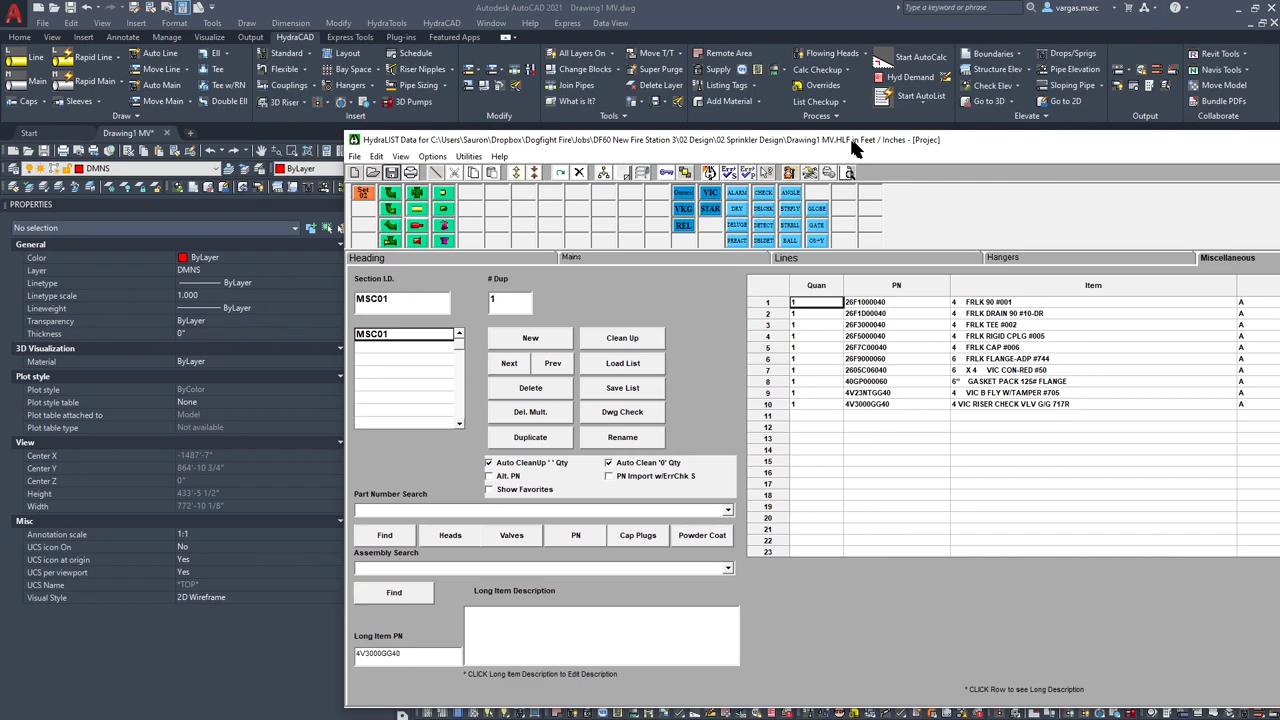 Autodesk AutoCAD 2021 Drawing1 MV.dwg
Type a keyword or phrase
vargas.marc
File Edit View Insert Format Tools Draw Dimension Modify HydraTOOLS HydraLIST HydraCAD Window Help Express Data View
Home View Insert Annotate Manage Visualize Output HydraCAD Express Tools Plug-ins Featured Apps
Line Rapid Line Auto Line Ell Standard Layout Schedule All Layers On Move T/T Remote Area Flowing Heads Start AutoCalc Boundaries Drops/Sprigs Revit Tools
Move Line Tee Flexible Bay Space Riser Nipples Change Blocks Super Purge Supply Calc Checkup Hyd Demand Structure Elev Pipe Elevation Navis Tools
Main Rapid Main Auto Main Tee w/RN Couplings Hangers Pipe Sizing Join Pipes Delete Layer Listing Tags Overrides Start AutoList Check Elev Sloping Pipe Move Model
Caps Sleeves Move Main Double Ell 3D Riser 3D Pumps What is it? Add Material List Checkup Go to 3D Go to 2D Bundle PDFs
Insert Modify Tools Process Elevate Output Collaborate
Start Drawing1 MV*
DMNS ByLayer
PROPERTIES
No selection
General
Color ByLayer
Layer DMNS
Linetype ByLayer
Linetype scale 1.000
Lineweight ByLayer
Transparency ByLayer
Thickness 0"
3D Visualization
Material ByLayer
Plot style
Plot style ByColor
Plot style table None
Plot table attached to Model
Plot table type Not available
View
Center X -1487'-7"
Center Y 864'-10 3/4"
Center Z 0"
Height 433'-5 1/2"
Width 772'-10 1/8"
Misc
Annotation scale 1:1
UCS icon On No
UCS icon at origin Yes
UCS per viewport Yes
UCS Name *TOP*
Visual Style 2D Wireframe
HydraLIST Data for C:\Users\Sauron\Dropbox\Dogfight Fire\Jobs\DF60 New Fire Station 3\02 Design\02 Sprinkler Design\Drawing1 MV.HLF in Feet / Inches - [Projec]
File Edit View Options Utilities Help
Set 02
Generic VIC ALARM CHECK ANGLE
VKG STAR DRY DELCHK STRFLY GLOBE
REL DELUGE DETECT STRBLL GATE
PREACT DELDET BALL OS+Y
Heading Mains Lines Hangers Miscellaneous
Section I.D. # Dup
MSC01 1
MSC01
New Clean Up
Next Prev Load List
Delete Save List
Del. Mult. Dwg Check
Duplicate Rename
Auto CleanUp ' ' Qty Auto Clean '0' Qty
Alt. PN PN Import w/ErrChk S
Show Favorites
Part Number Search
Find Heads Valves PN Cap Plugs Powder Coat
Assembly Search
Find
Long Item Description
Long Item PN
4V3000GG40
* CLICK Long Item Description to Edit Description
Quan PN Item
1 1 26F1000040 4 FRLK 90 #001 A
2 1 26F1D00040 4 FRLK DRAIN 90 #10-DR A
3 1 26F3000040 4 FRLK TEE #002 A
4 1 26F5000040 4 FRLK RIGID CPLG #005 A
5 1 26F7C00040 4 FRLK CAP #006 A
6 1 26F9000060 6 FRLK FLANGE-ADP #744 A
7 1 2605C06040 6 X 4 VIC CON-RED #50 A
8 1 40GP000060 6" GASKET PACK 125# FLANGE A
9 1 4V23NTGG40 4 VIC B FLY W/TAMPER #705 A
10 1 4V3000GG40 4 VIC RISER CHECK VLV G/G 717R A
11
12
13
14
15
16
17
18
19
20
21
22
23
* CLICK Row to see Long Description